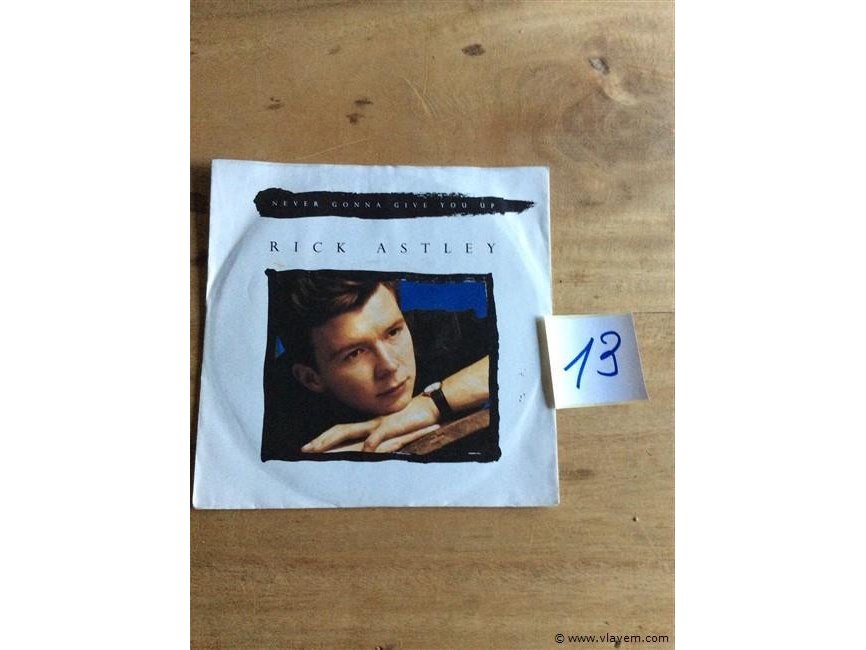 NEVER GONNA GIVE YOU UP
RICK ASTLEY
13
© www.vlavem.com